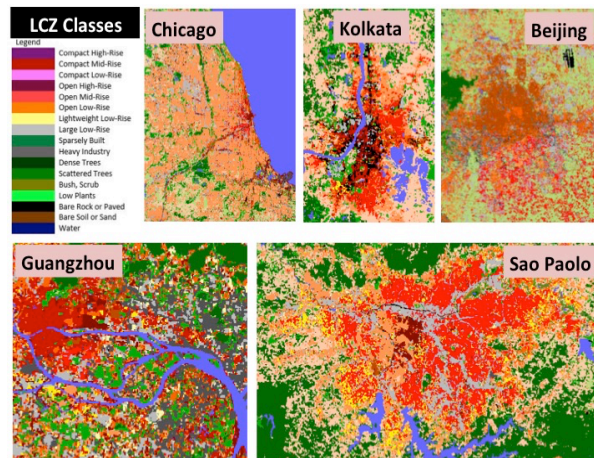 LCZ Classes
Legend
Compact High-Rise
Compact Mid-Rise
Compact Low-Rise
Open High-Rise
Open Mid-Rise
Open Low-Rise
Lightweight Low-Rise
Large Low-Rise
Sparsely Built
Heavy Industry
Dense Trees
Scattered Trees
Bush, Scrub
Low Plants
Bare Rock or Paved
Bare Soil or Sand
Water
Chicago
Kolkata
Beijing
Guangzhou
Sao Paolo